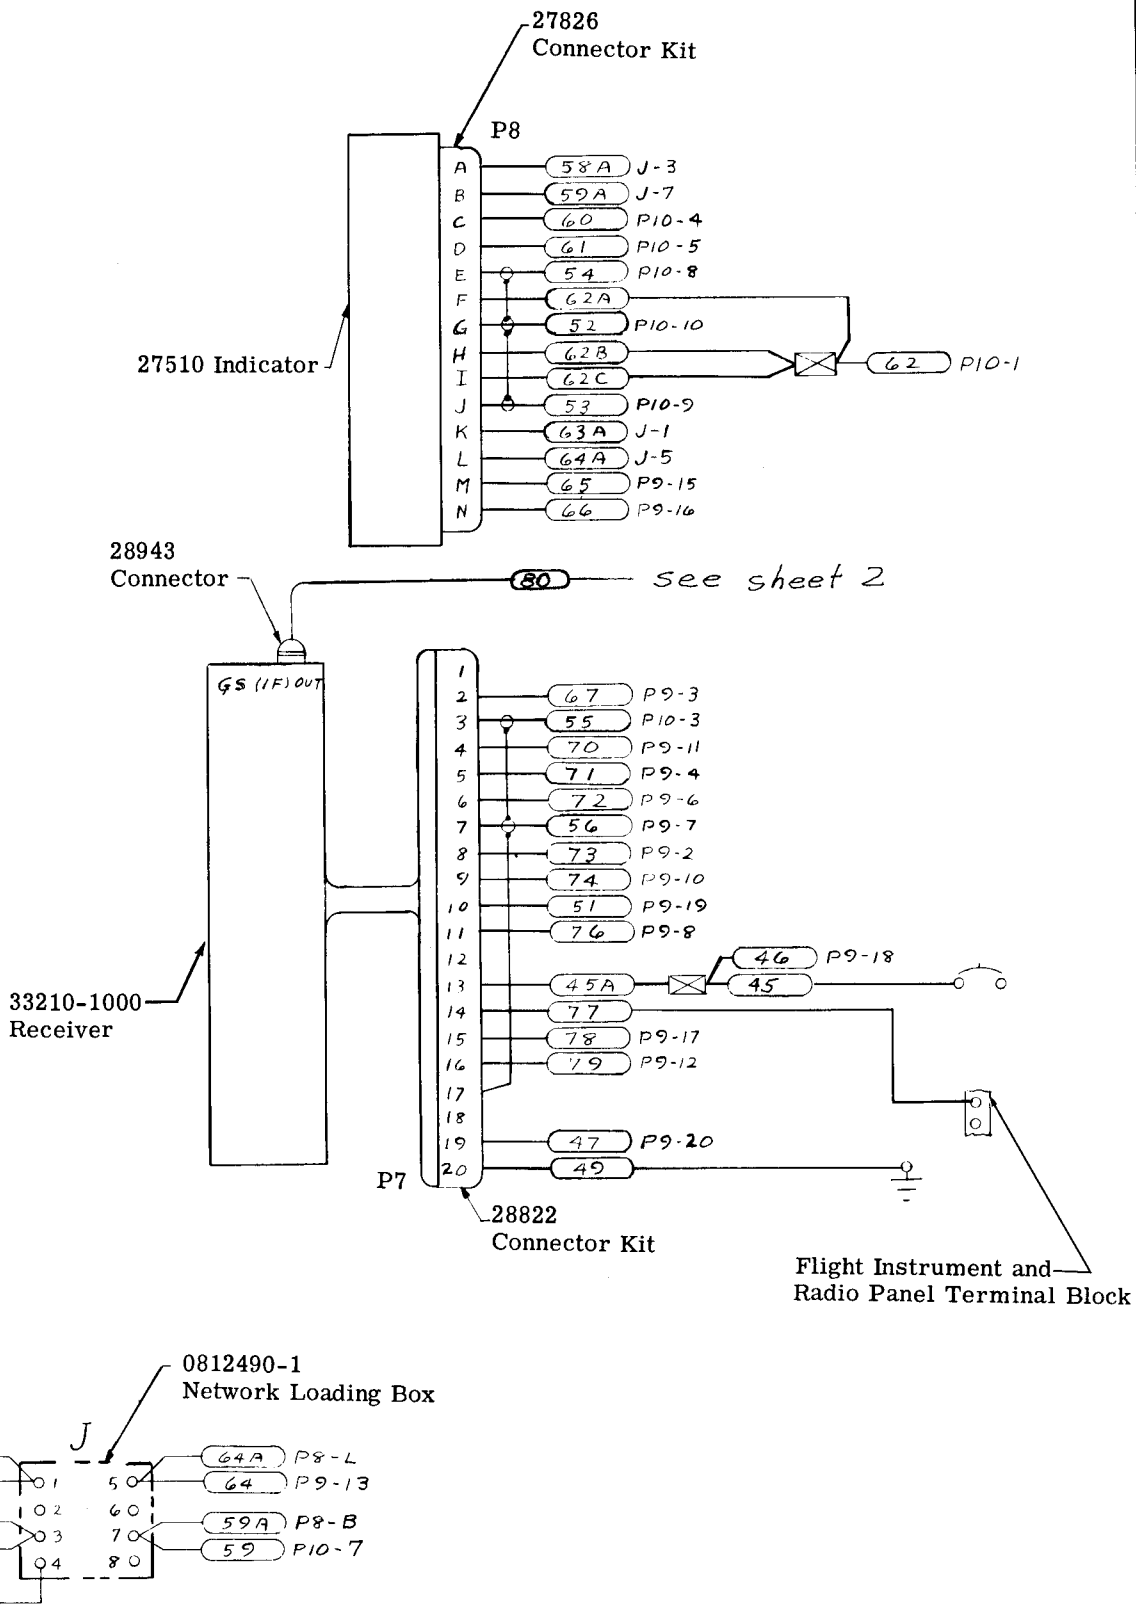 27826
Connector Kit
P8
A 58A J-3
B 59A J-7
C 60 P10-4
D 61 P10-5
E 54 P10-8
F 62A
G 52 P10-10
H 62B
62 P10-1
I 62C
J 53 P10-9
K 63A J-1
L 64A J-5
M 65 P9-15
N 66 P9-16
27510 Indicator
28943
Connector
80 see sheet 2
GS (IF) OUT
1
2 67 P9-3
3 55 P10-3
4 70 P9-11
5 71 P9-4
6 72 P9-6
7 56 P9-7
8 73 P9-2
9 74 P9-10
10 51 P9-19
11 76 P9-8
12
46 P9-18
13 45A 45
14 77
15 78 P9-17
16 79 P9-12
17
18
19 47 P9-20
20 49
33210-1000
Receiver
P7
28822
Connector Kit
Flight Instrument and
Radio Panel Terminal Block
0812490-1
Network Loading Box
J
64A P8-L
1 5 64 P9-13
2 6
59A P8-B
3 7
59 P10-7
4 8